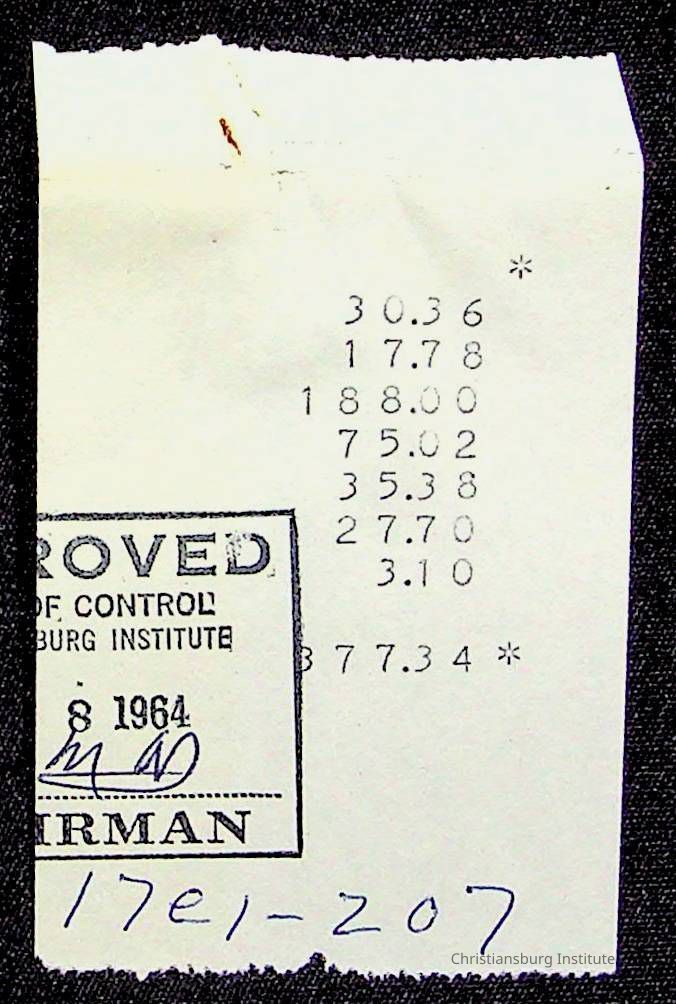 *
30.36
17.78
188.00
75.02
35.38
27.70
3.10
377.34 *
ROVED
OF CONTROL
BURG INSTITUTE
8 1964
IRMAN
17e1-207
Christiansburg Institute